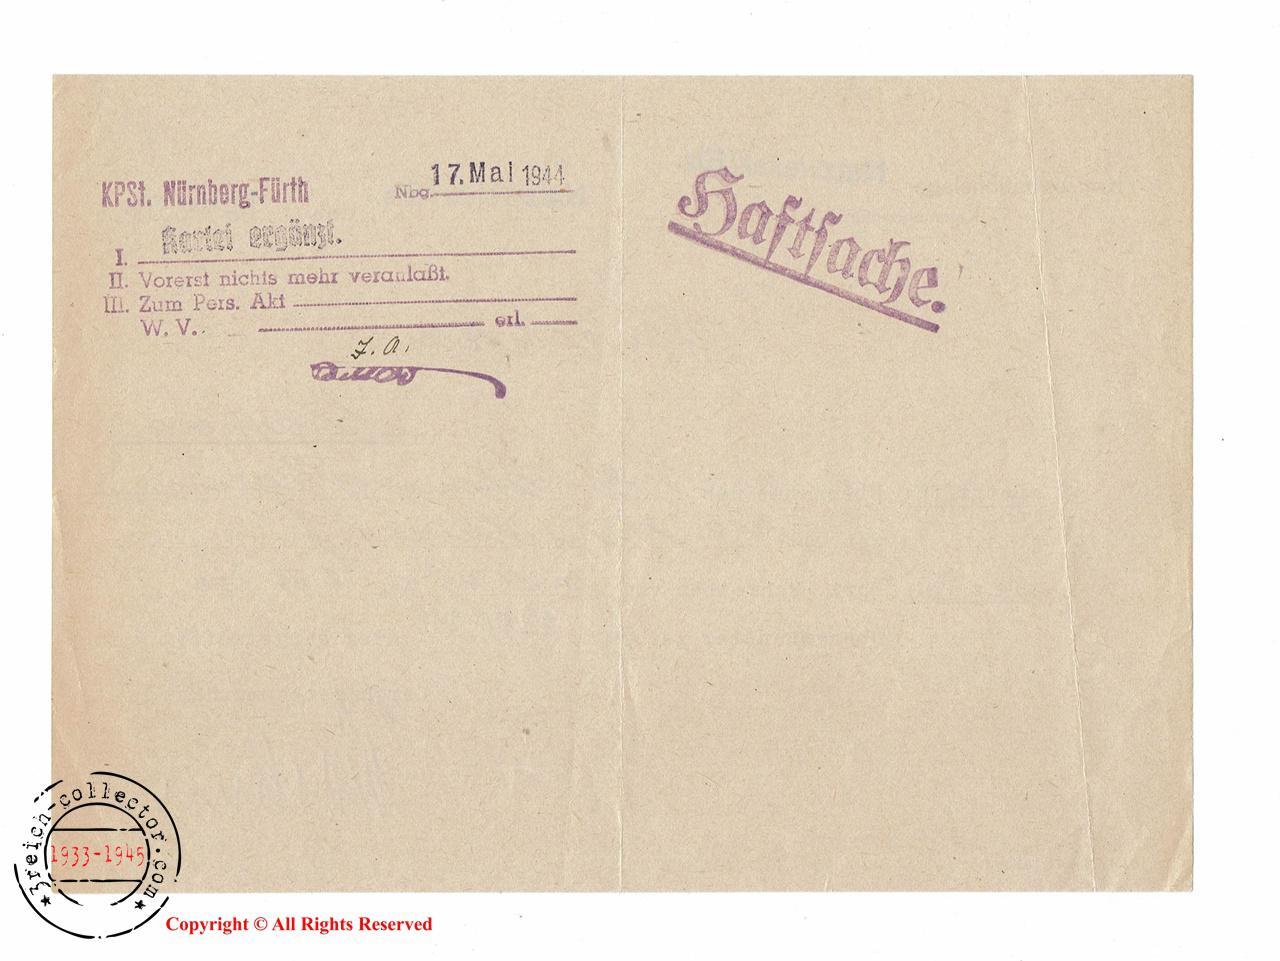 KPSt. Nürnberg-Fürth
Nbg. 17. Mai 1944
I. Kartei ergänzt.
II. Vorerst nichts mehr veranlaßt.
III. Zum Pers. Akt
W. V. erl.
I. A.
Haftsache.
3reich-collector.com
1933-1945
Copyright © All Rights Reserved